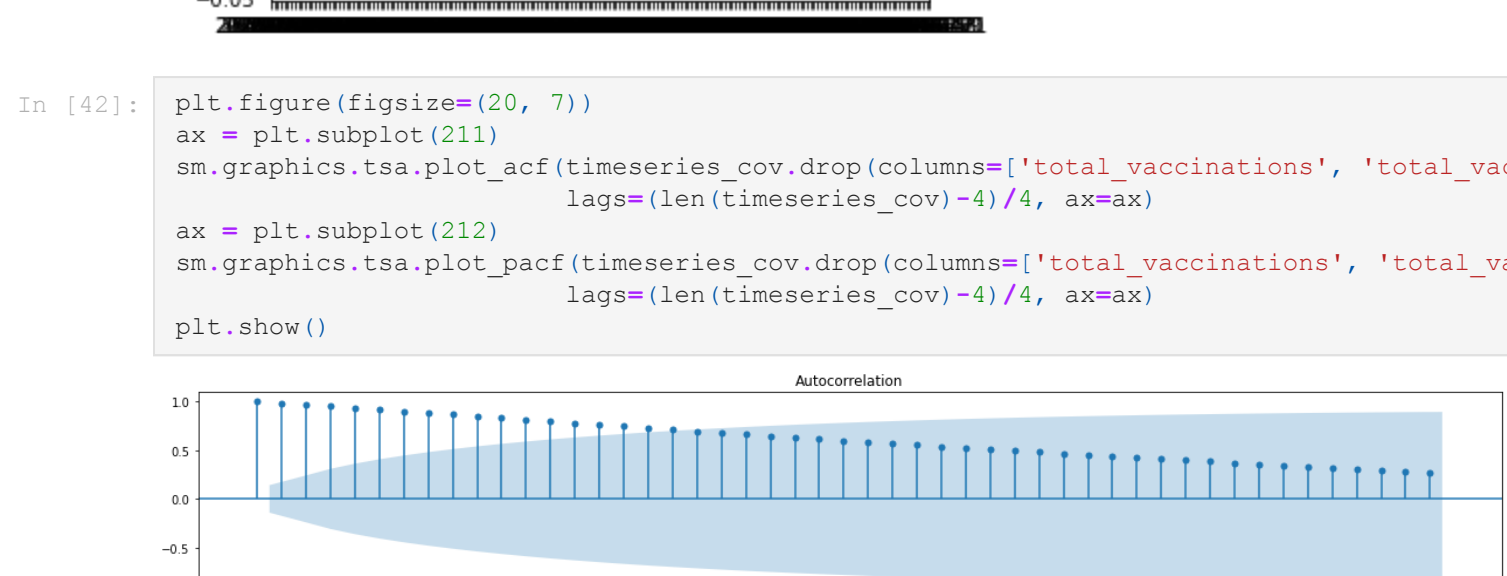 −0.05
In [42]:
plt.figure(figsize=(20, 7))
ax = plt.subplot(211)
sm.graphics.tsa.plot_acf(timeseries_cov.drop(columns=['total_vaccinations', 'total_vac
lags=(len(timeseries_cov)-4)/4, ax=ax)
ax = plt.subplot(212)
sm.graphics.tsa.plot_pacf(timeseries_cov.drop(columns=['total_vaccinations', 'total_va
lags=(len(timeseries_cov)-4)/4, ax=ax)
plt.show()
Autocorrelation
1.0
0.5
0.0
−0.5